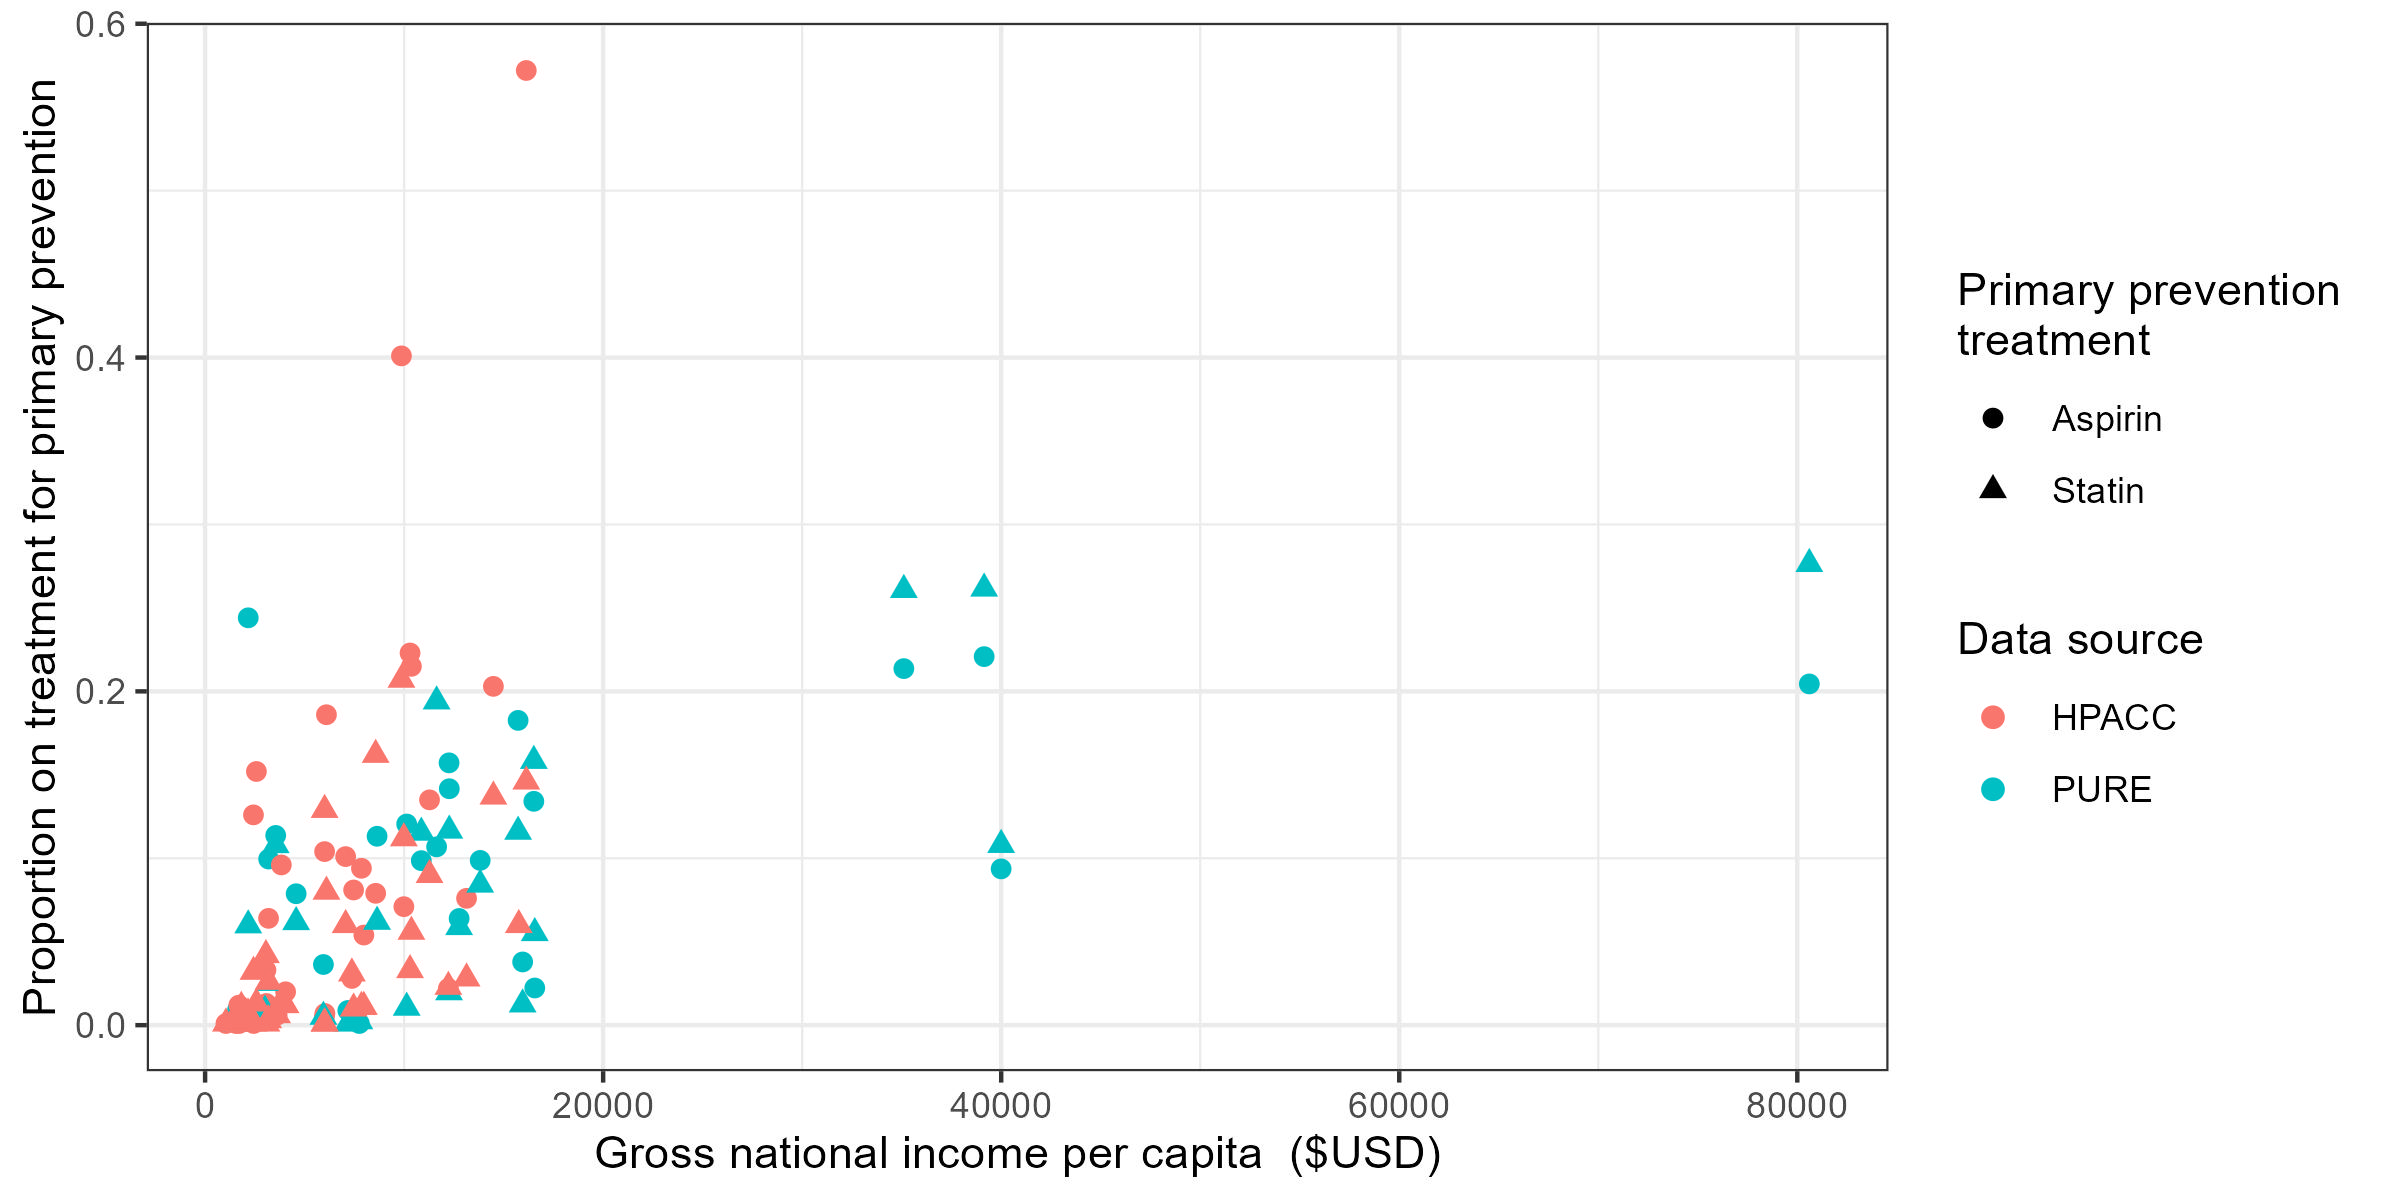 Proportion on treatment for primary prevention
0.6
0.4
0.2
0.0
0
20000
40000
60000
80000
Gross national income per capita  ($USD)
Primary prevention
treatment
Aspirin
Statin
Data source
HPACC
PURE